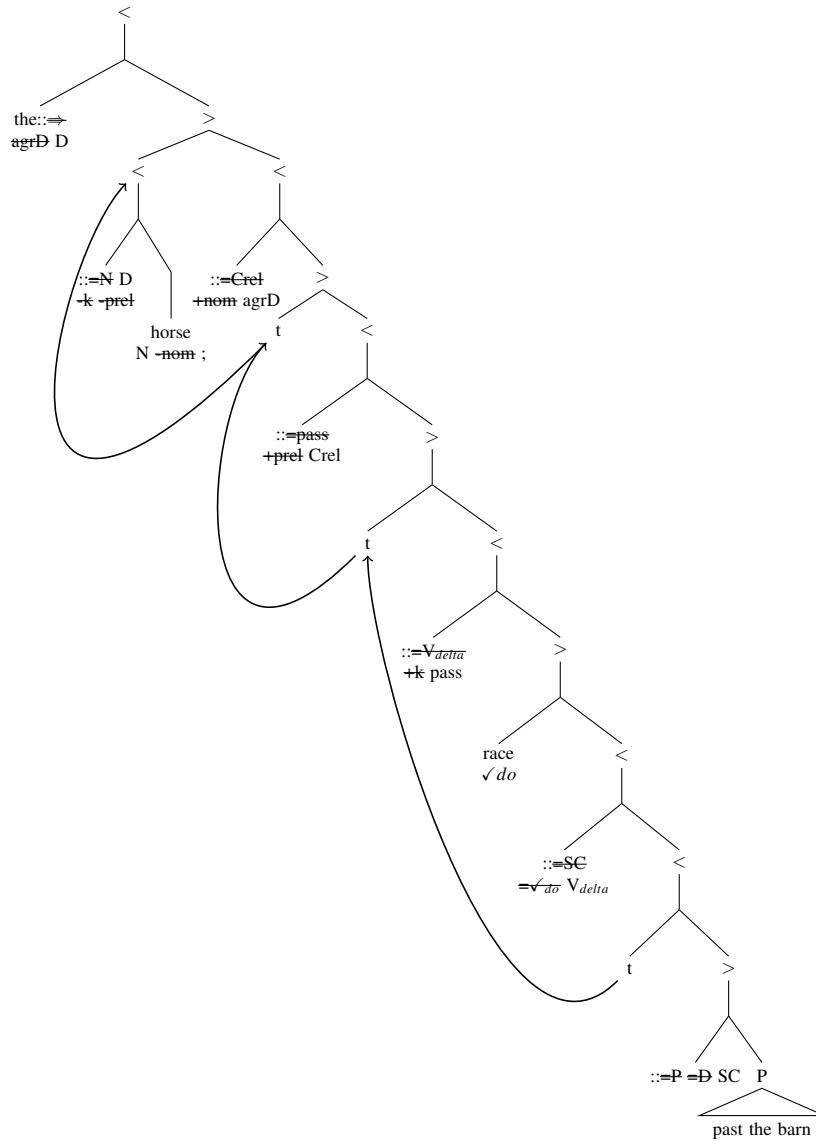 <
the::⇒
agrD D
>
<
<
::=N D
-k -prel
::=Crel
+nom agrD
>
horse
N -nom ;
t
<
::=pass
+prel Crel
>
t
<
::=V_delta
+k pass
>
race
✓do
<
::=SC
=✓do V_delta
<
t
>
::=P =D SC
P
past the barn